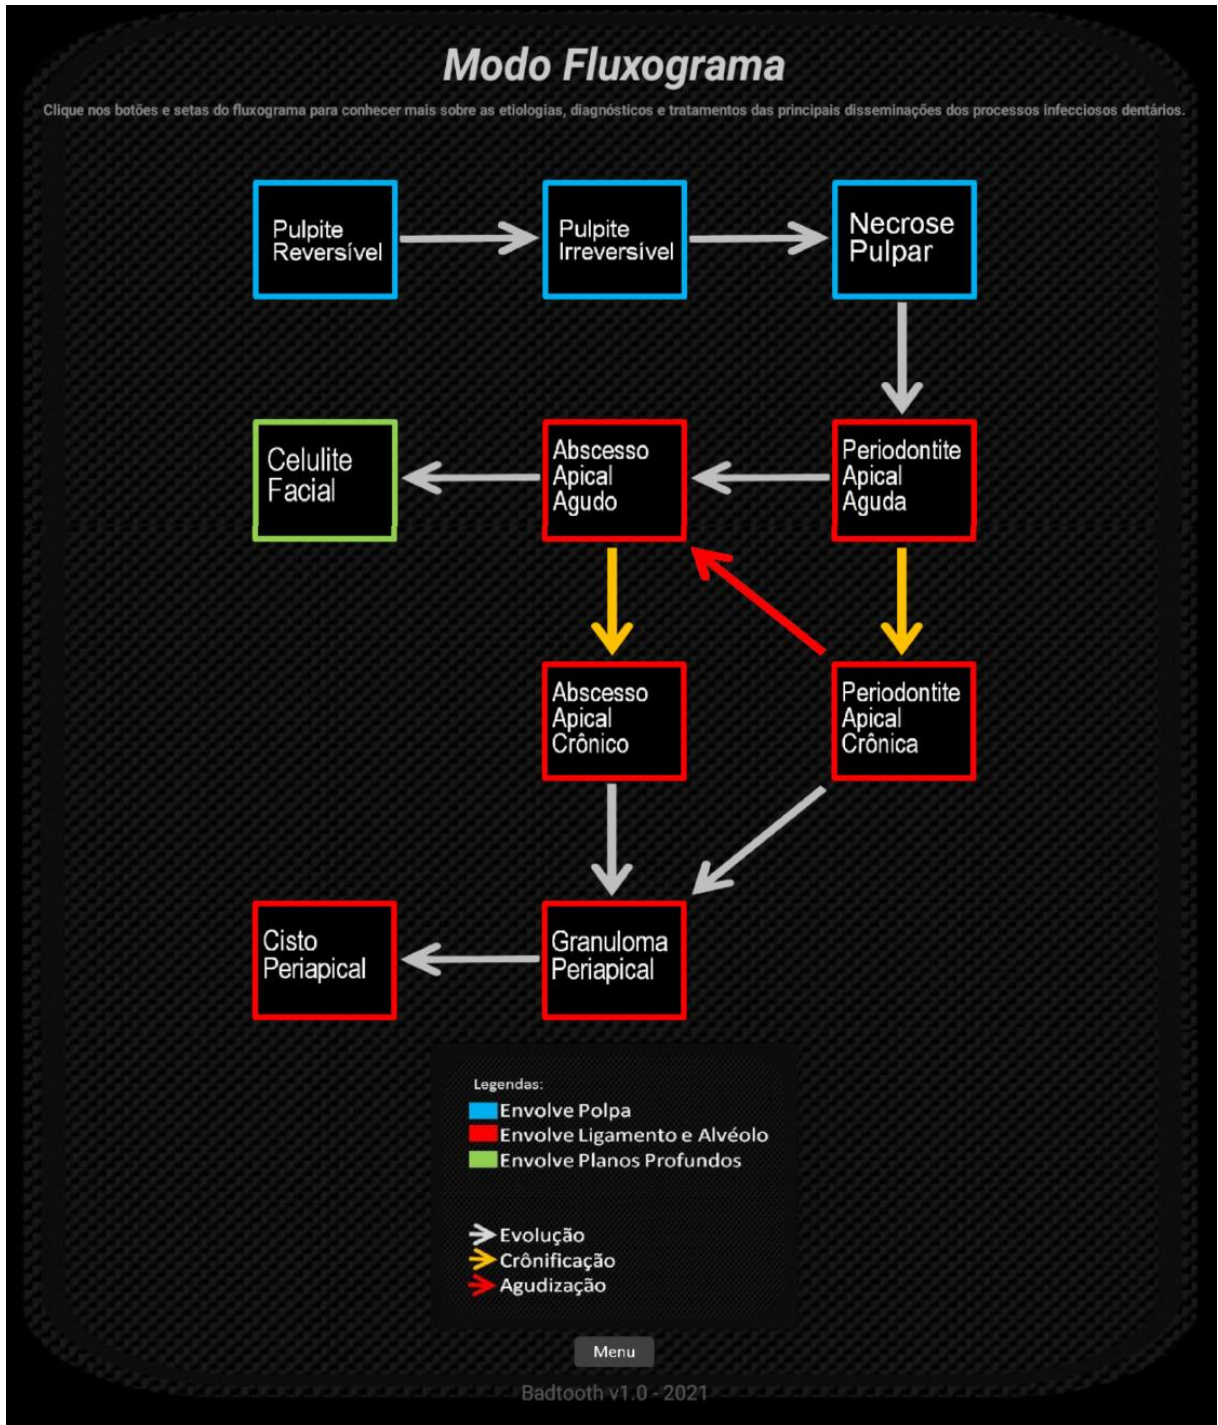 Modo Fluxograma
Clique nos botões e setas do fluxograma para conhecer mais sobre as etiologias, diagnósticos e tratamentos das principais disseminações dos processos infecciosos dentários.
Pulpite
Reversível
Pulpite
Irreversível
Necrose
Pulpar
Celulite
Facial
Abscesso
Apical
Agudo
Periodontite
Apical
Aguda
Abscesso
Apical
Crônico
Periodontite
Apical
Crônica
Cisto
Periapical
Granuloma
Periapical
Legendas:
Envolve Polpa
Envolve Ligamento e Alvéolo
Envolve Planos Profundos
Evolução
Crônificação
Agudização
Menu
Badtooth v1.0 - 2021